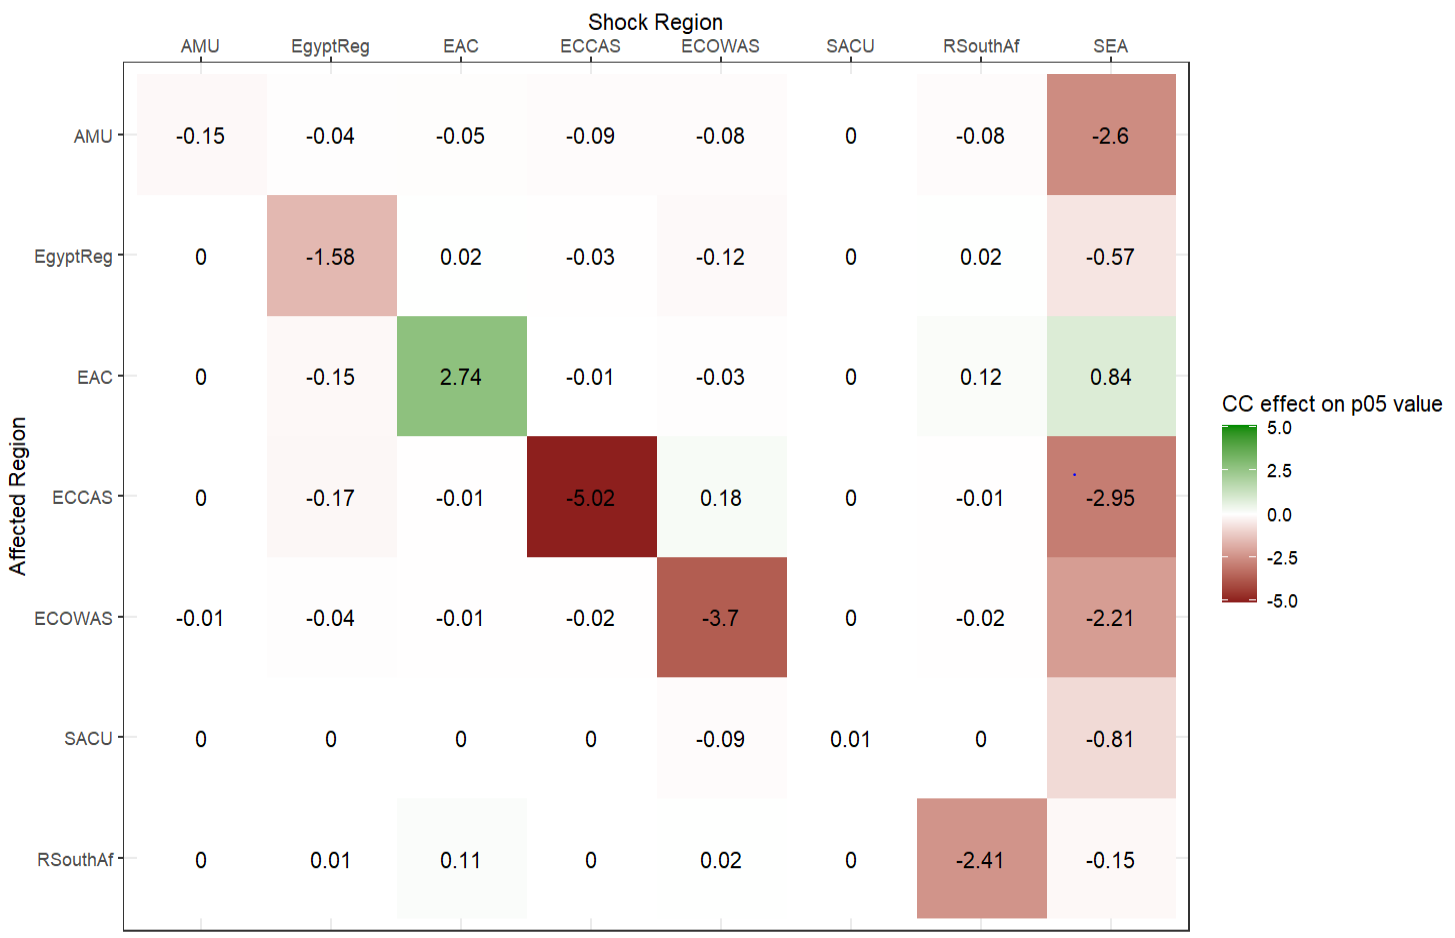 Shock Region
AMU EgyptReg EAC ECCAS ECOWAS SACU RSouthAf SEA
AMU -0.15 -0.04 -0.05 -0.09 -0.08 0 -0.08 -2.6
EgyptReg 0 -1.58 0.02 -0.03 -0.12 0 0.02 -0.57
EAC 0 -0.15 2.74 -0.01 -0.03 0 0.12 0.84
ECCAS 0 -0.17 -0.01 -5.02 0.18 0 -0.01 -2.95
ECOWAS -0.01 -0.04 -0.01 -0.02 -3.7 0 -0.02 -2.21
SACU 0 0 0 0 -0.09 0.01 0 -0.81
RSouthAf 0 0.01 0.11 0 0.02 0 -2.41 -0.15
Affected Region
CC effect on p05 value
5.0
2.5
0.0
-2.5
-5.0